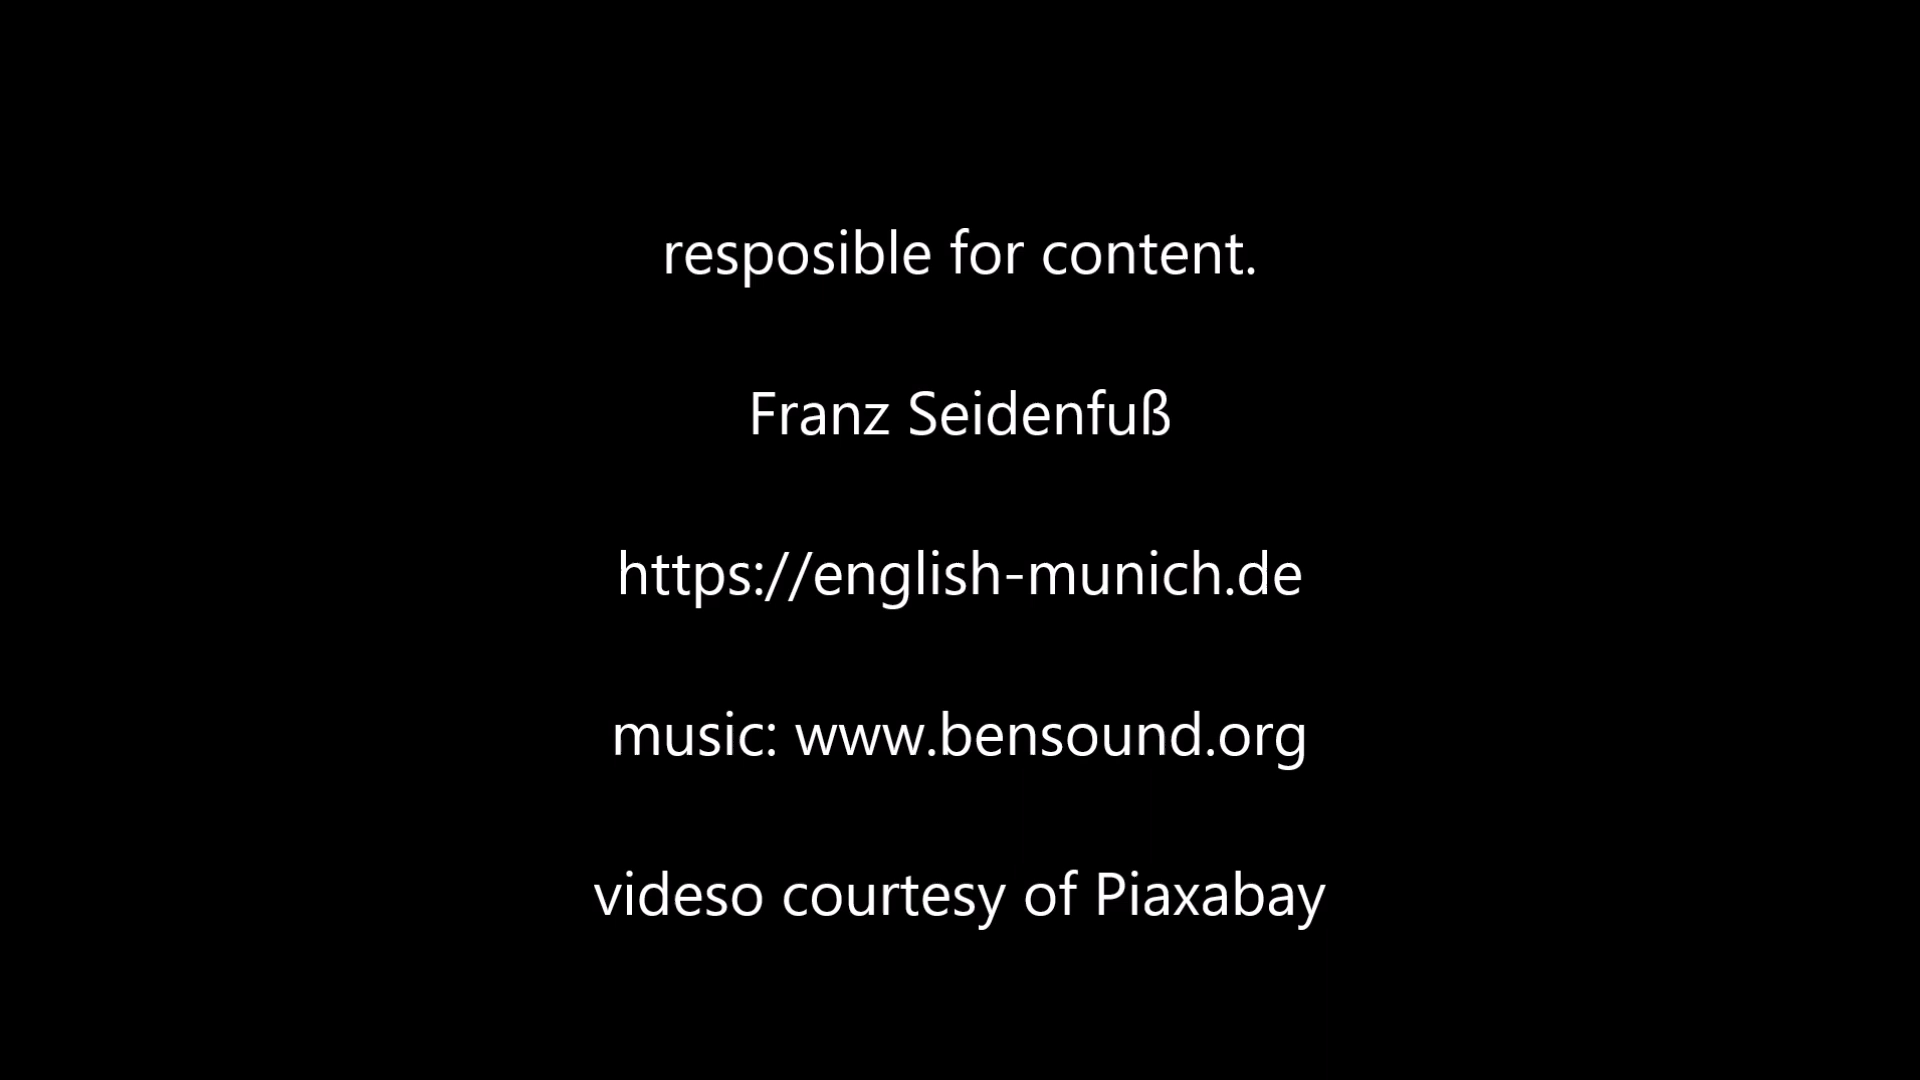 resposible for content.
Franz Seidenfuß
https://english-munich.de
music: www.bensound.org
videso courtesy of Piaxabay